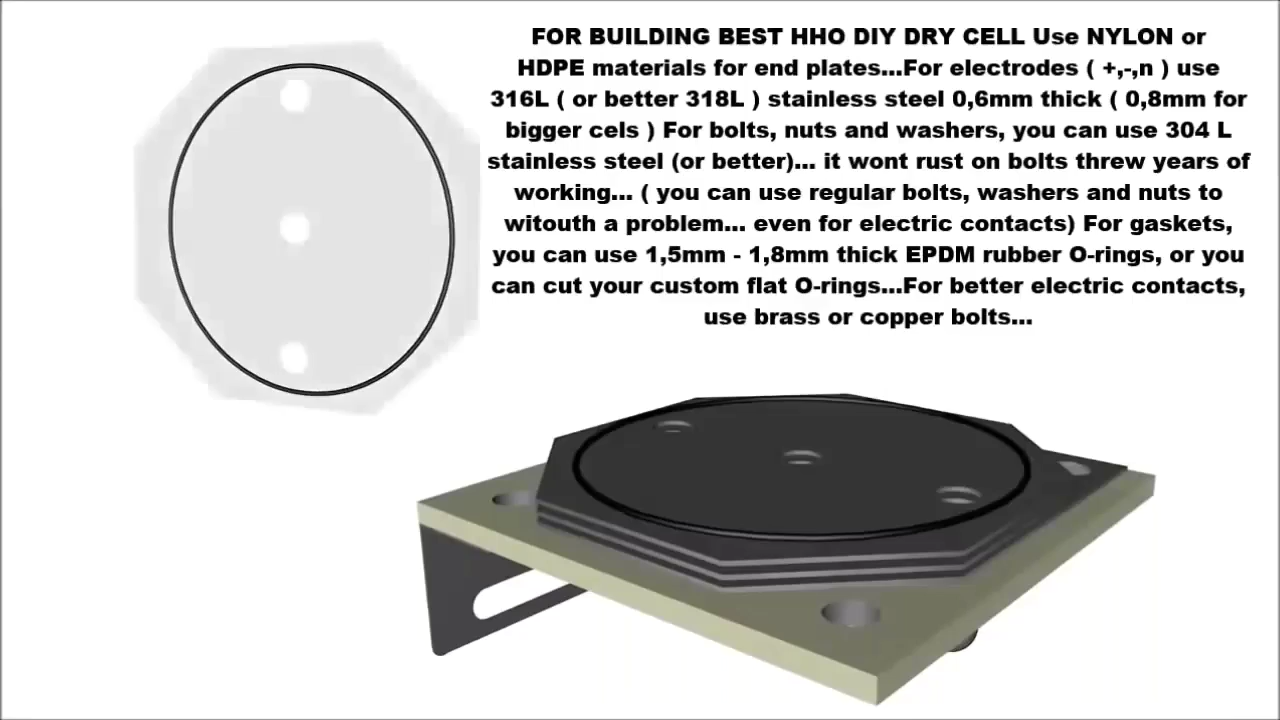 FOR BUILDING BEST HHO DIY DRY CELL Use NYLON or
HDPE materials for end plates...For electrodes ( +,-,n ) use
316L ( or better 318L ) stainless steel 0,6mm thick ( 0,8mm for
bigger cels ) For bolts, nuts and washers, you can use 304 L
stainless steel (or better)... it wont rust on bolts threw years of
working... ( you can use regular bolts, washers and nuts to
witouth a problem... even for electric contacts) For gaskets,
you can use 1,5mm - 1,8mm thick EPDM rubber O-rings, or you
can cut your custom flat O-rings...For better electric contacts,
use brass or copper bolts...